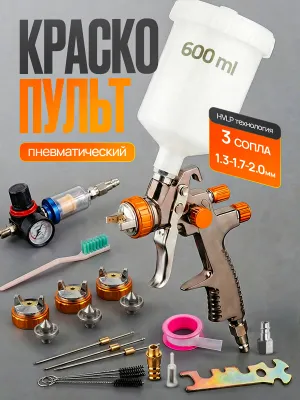 КРАСКО
ПУЛЬТ
пневматический
600 ml
HVLP технология
3 СОПЛА
1.3-1.7-2.0мм